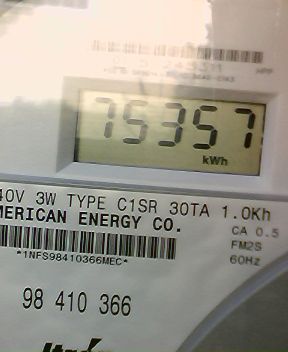 75357
kWh
40V 3W TYPE C1SR 30TA 1.0Kh
MERICAN ENERGY CO.
CA 0.5
FM2S
*1NFS98410366MEC*
60Hz
98 410 366